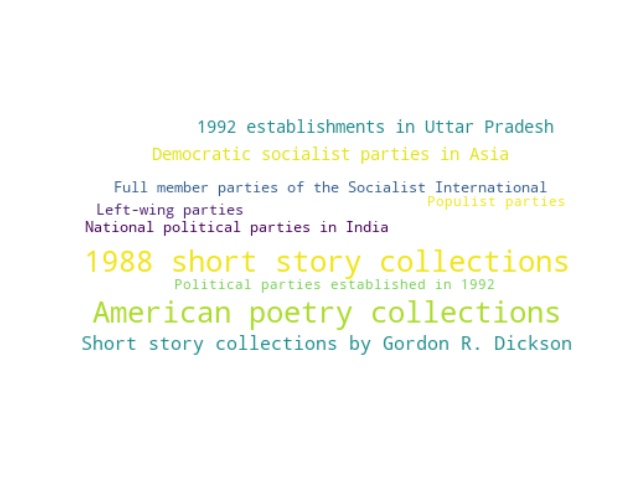 1992 establishments in Uttar Pradesh
Democratic socialist parties in Asia
Full member parties of the Socialist International
Populist parties
Left-wing parties
National political parties in India
1988 short story collections
Political parties established in 1992
American poetry collections
Short story collections by Gordon R. Dickson